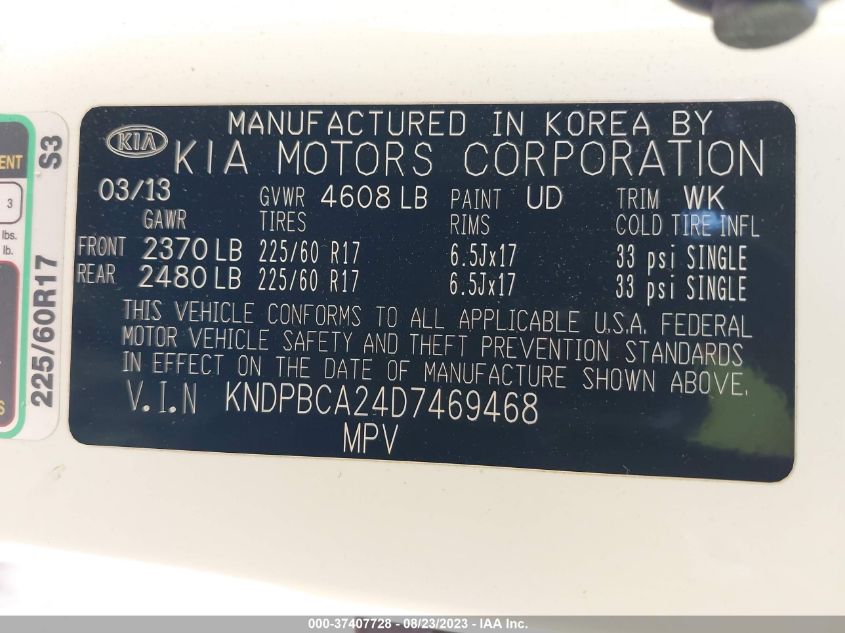 MANUFACTURED IN KOREA BY
KIA
KIA MOTORS CORPORATION
03/13 GVWR 4608 LB PAINT UD TRIM WK
GAWR TIRES RIMS COLD TIRE INFL
FRONT 2370 LB 225/60 R17 6.5Jx17 33 psi SINGLE
REAR 2480 LB 225/60 R17 6.5Jx17 33 psi SINGLE
THIS VEHICLE CONFORMS TO ALL APPLICABLE U.S.A. FEDERAL
MOTOR VEHICLE SAFETY AND THEFT PREVENTION STANDARDS
IN EFFECT ON THE DATE OF MANUFACTURE SHOWN ABOVE.
V.I.N KNDPBCA24D7469468
MPV
S3
225/60R17
3
lbs.
lb.
000-37407728 - 08/23/2023 - IAAI Inc.